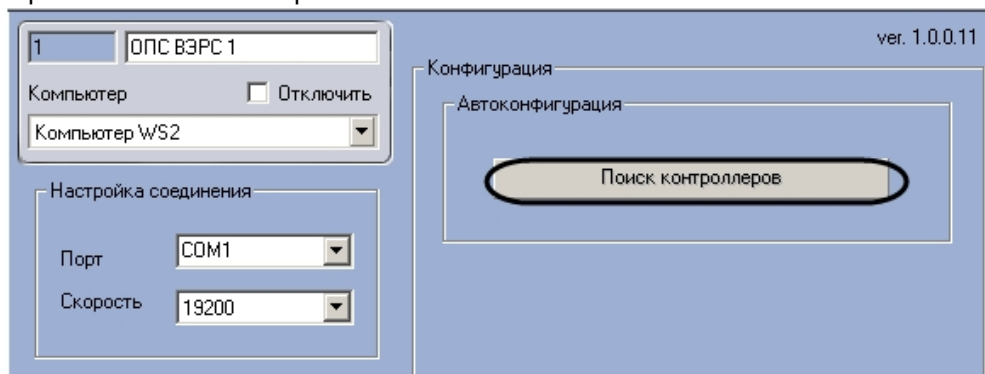 1 ОПС ВЭРС 1
Компьютер Отключить
Компьютер WS2
Настройка соединения
Порт COM1
Скорость 19200
ver. 1.0.0.11
Конфигурация
Автоконфигурация
Поиск контроллеров